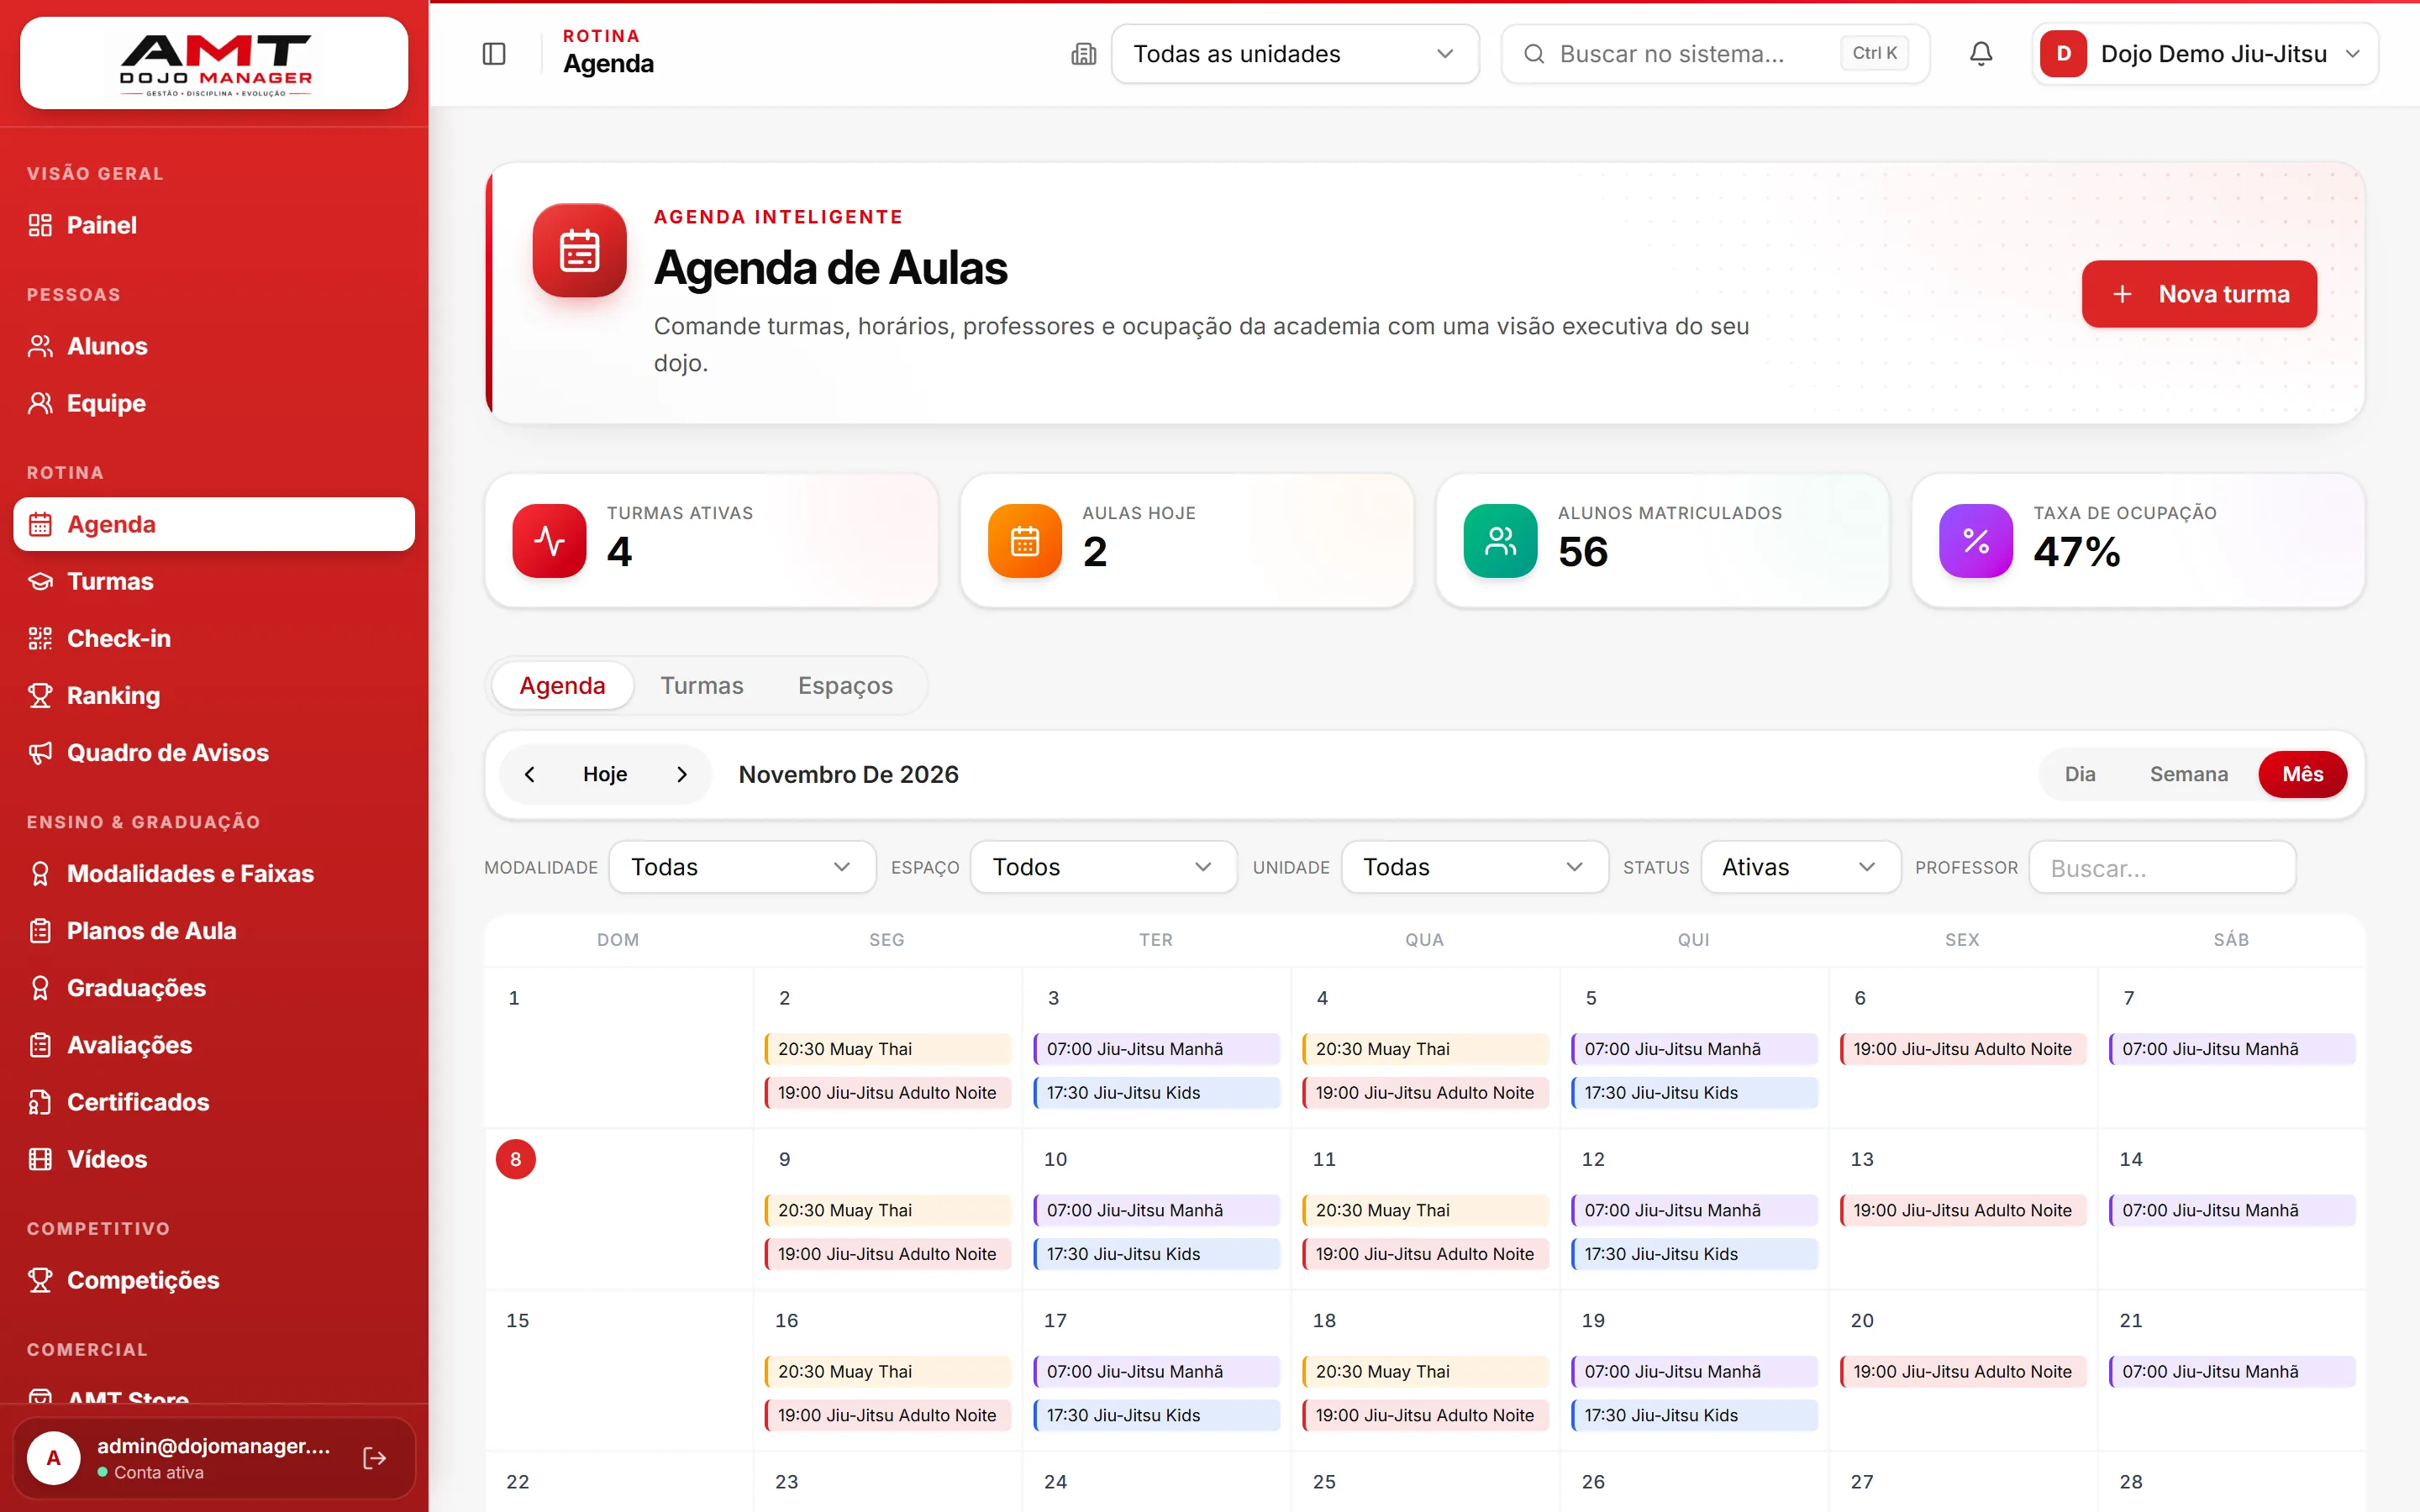 AMT
DOJO MANAGER
GESTÃO • DISCIPLINA • EVOLUÇÃO
VISÃO GERAL
Painel
PESSOAS
Alunos
Equipe
ROTINA
Agenda
Turmas
Check-in
Ranking
Quadro de Avisos
ENSINO & GRADUAÇÃO
Modalidades e Faixas
Planos de Aula
Graduações
Avaliações
Certificados
Vídeos
COMPETITIVO
Competições
COMERCIAL
AMT Store
A
admin@dojomanager....
Conta ativa
ROTINA
Agenda
Todas as unidades
Buscar no sistema...
Ctrl K
D
Dojo Demo Jiu-Jitsu
AGENDA INTELIGENTE
Agenda de Aulas
Comande turmas, horários, professores e ocupação da academia com uma visão executiva do seu
dojo.
Nova turma
TURMAS ATIVAS
4
AULAS HOJE
2
ALUNOS MATRICULADOS
56
TAXA DE OCUPAÇÃO
47%
Agenda Turmas Espaços
Hoje
Novembro De 2026
Dia Semana Mês
MODALIDADE Todas ESPAÇO Todos UNIDADE Todas STATUS Ativas PROFESSOR Buscar...
DOM SEG TER QUA QUI SEX SÁB
1 2 3 4 5 6 7
20:30 Muay Thai 07:00 Jiu-Jitsu Manhã 20:30 Muay Thai 07:00 Jiu-Jitsu Manhã 19:00 Jiu-Jitsu Adulto Noite 07:00 Jiu-Jitsu Manhã
19:00 Jiu-Jitsu Adulto Noite 17:30 Jiu-Jitsu Kids 19:00 Jiu-Jitsu Adulto Noite 17:30 Jiu-Jitsu Kids
8 9 10 11 12 13 14
20:30 Muay Thai 07:00 Jiu-Jitsu Manhã 20:30 Muay Thai 07:00 Jiu-Jitsu Manhã 19:00 Jiu-Jitsu Adulto Noite 07:00 Jiu-Jitsu Manhã
19:00 Jiu-Jitsu Adulto Noite 17:30 Jiu-Jitsu Kids 19:00 Jiu-Jitsu Adulto Noite 17:30 Jiu-Jitsu Kids
15 16 17 18 19 20 21
20:30 Muay Thai 07:00 Jiu-Jitsu Manhã 20:30 Muay Thai 07:00 Jiu-Jitsu Manhã 19:00 Jiu-Jitsu Adulto Noite 07:00 Jiu-Jitsu Manhã
19:00 Jiu-Jitsu Adulto Noite 17:30 Jiu-Jitsu Kids 19:00 Jiu-Jitsu Adulto Noite 17:30 Jiu-Jitsu Kids
22 23 24 25 26 27 28